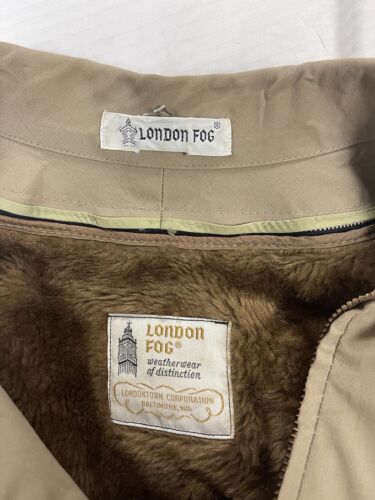 LONDON FOG®
LONDON
FOG®
weatherwear
of distinction
LONDONTOWN CORPORATION
BALTIMORE, MD.